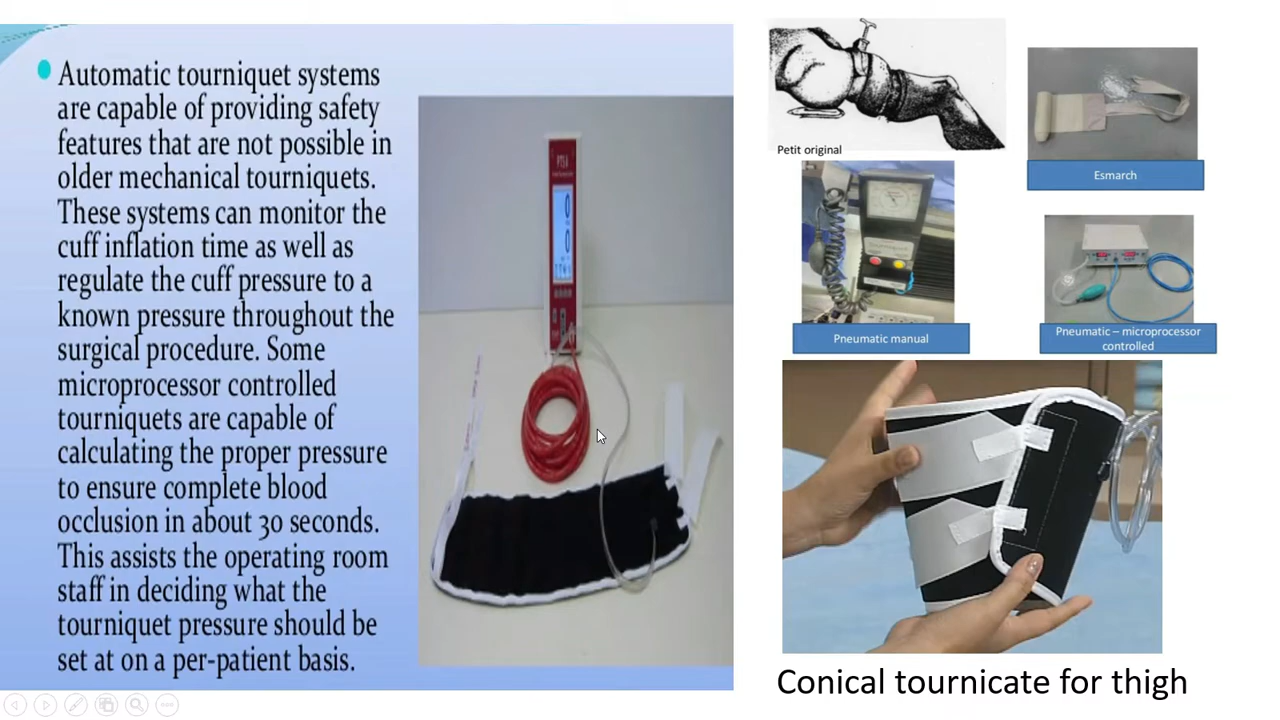 Automatic tourniquet systems
are capable of providing safety
features that are not possible in
older mechanical tourniquets.
These systems can monitor the
cuff inflation time as well as
regulate the cuff pressure to a
known pressure throughout the
surgical procedure. Some
microprocessor controlled
tourniquets are capable of
calculating the proper pressure
to ensure complete blood
occlusion in about 30 seconds.
This assists the operating room
staff in deciding what the
tourniquet pressure should be
set at on a per-patient basis.
Petit original
Esmarch
Pneumatic manual
Pneumatic – microprocessor
controlled
Conical tournicate for thigh